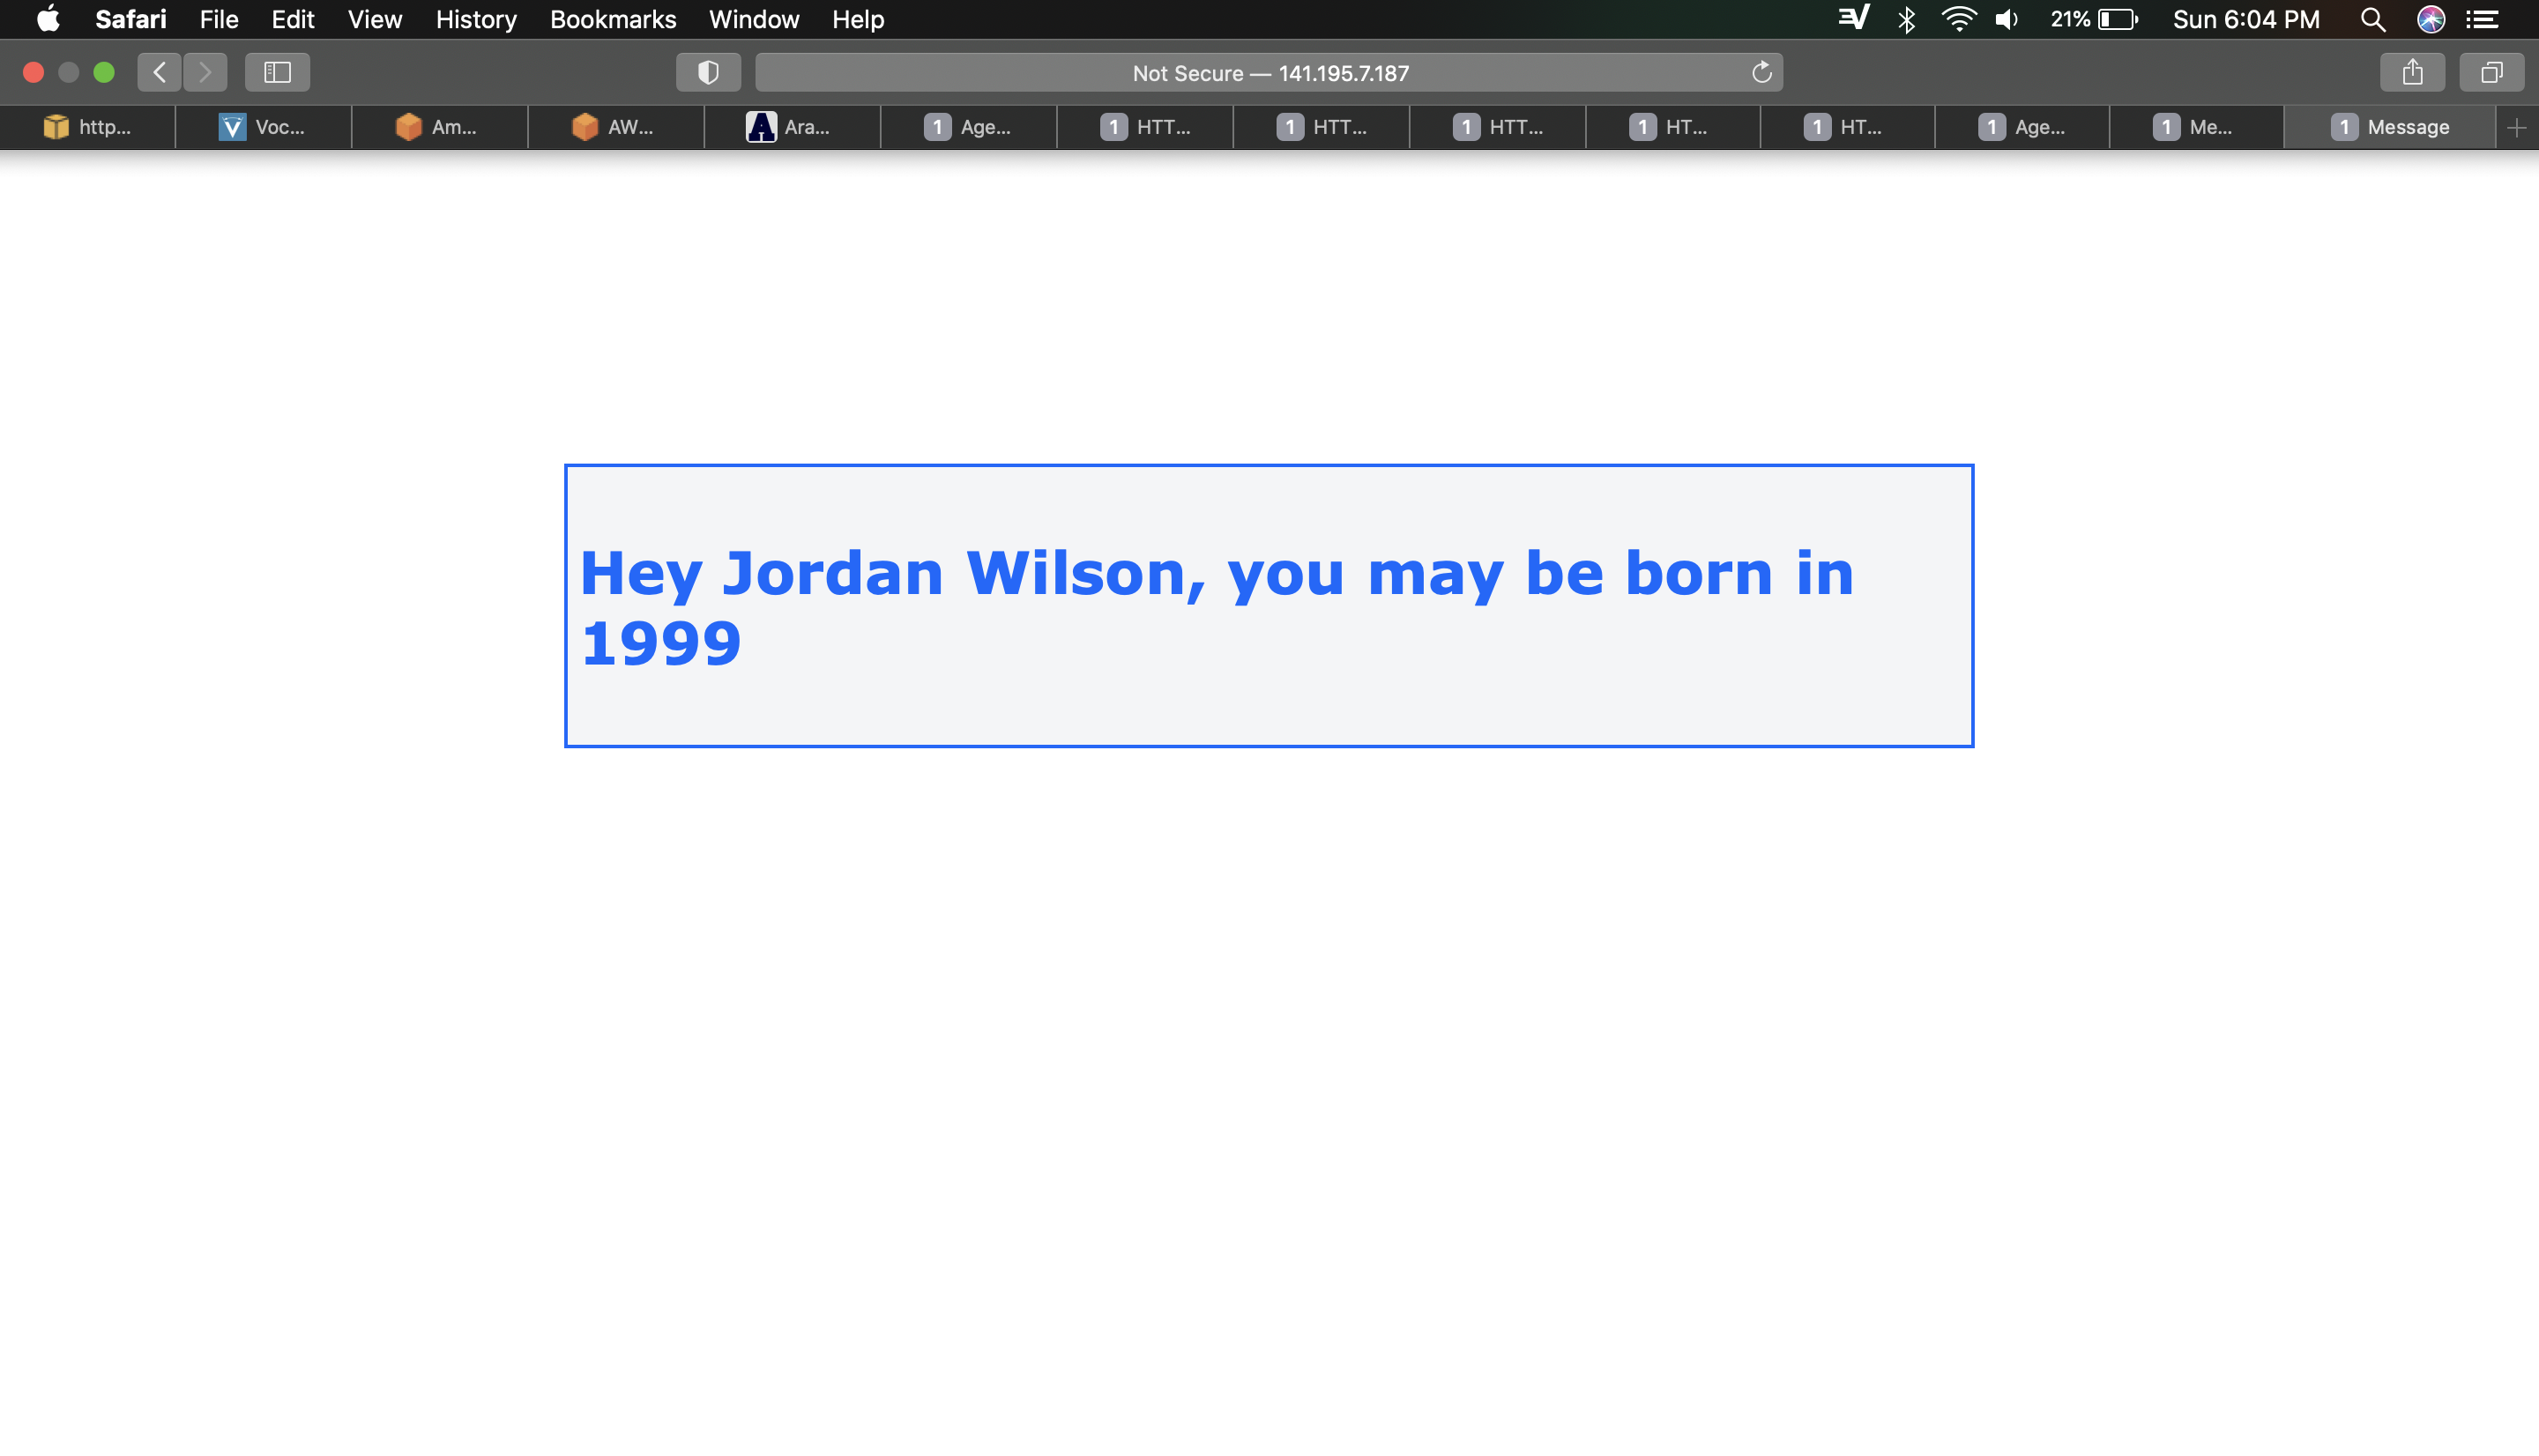 Safari File Edit View History Bookmarks Window Help 21% Sun 6:04 PM
Not Secure — 141.195.7.187
http... Voc... Am... AW... A Ara... 1 Age... 1 HTT... 1 HTT... 1 HTT... 1 HT... 1 HT... 1 Age... 1 Me... 1 Message
Hey Jordan Wilson, you may be born in
1999